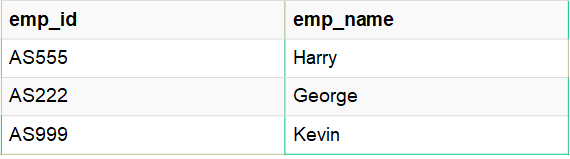 emp_id emp_name
AS555 Harry
AS222 George
AS999 Kevin